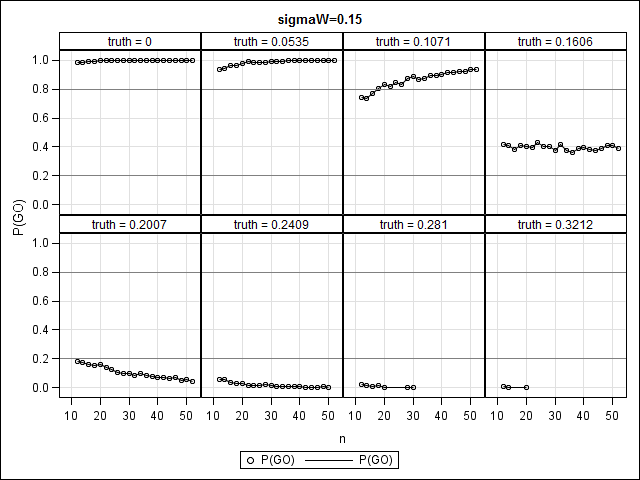 sigmaW=0.15
truth = 0 truth = 0.0535 truth = 0.1071 truth = 0.1606
1.0
0.8
0.6
0.4
0.2
0.0
P(GO)
truth = 0.2007 truth = 0.2409 truth = 0.281 truth = 0.3212
1.0
0.8
0.6
0.4
0.2
0.0
10 20 30 40 50 10 20 30 40 50 10 20 30 40 50 10 20 30 40 50
n
P(GO) P(GO)